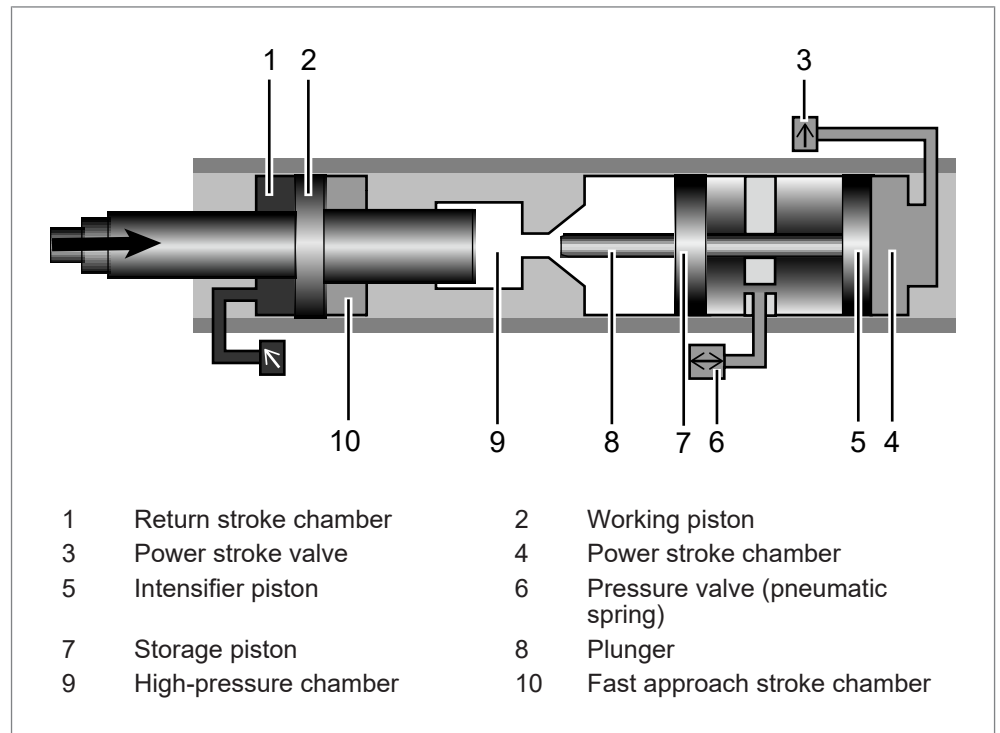 1 2 3
10 9 8 7 6 5 4
1 Return stroke chamber 2 Working piston
3 Power stroke valve 4 Power stroke chamber
5 Intensifier piston 6 Pressure valve (pneumatic
spring)
7 Storage piston 8 Plunger
9 High-pressure chamber 10 Fast approach stroke chamber